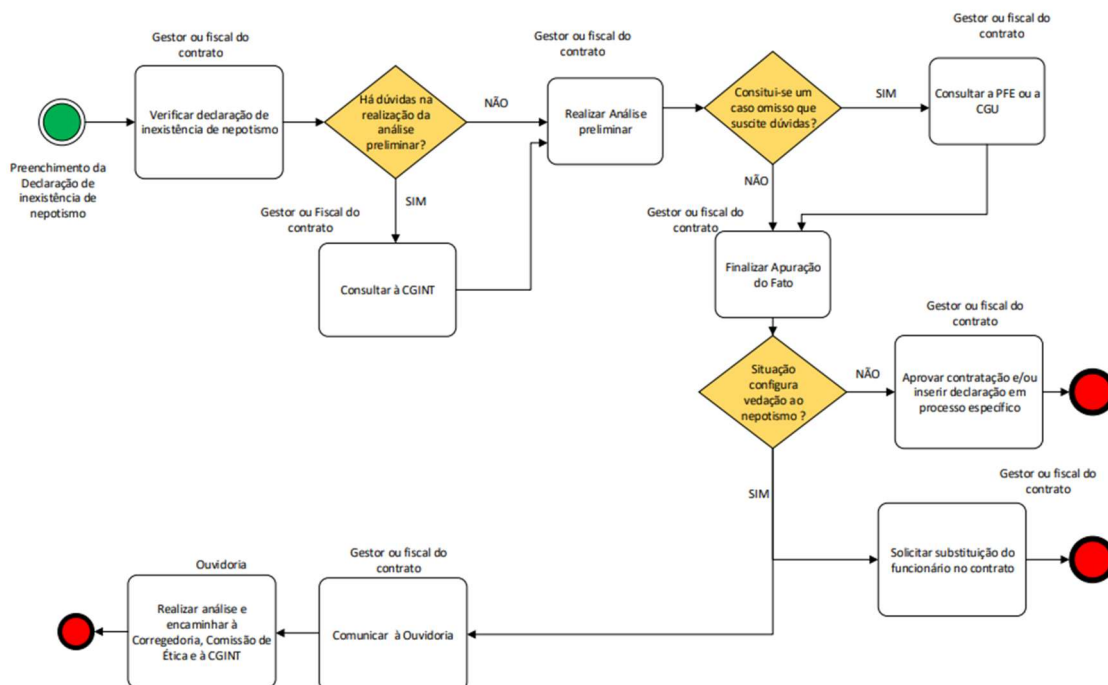 Gestor ou fiscal do
contrato
Gestor ou fiscal do
contrato
Gestor ou fiscal do
contrato
Verificar declaração de
inexistência de nepotismo
Há dúvidas na
realização da
análise
preliminar?
NÃO
Realizar Análise
preliminar
Consitui-se um
caso omisso que
suscite dúvidas?
SIM
Consultar a PFE ou a
CGU
Preenchimento da
Declaração de
inexistência de
nepotismo
SIM
NÃO
Gestor ou Fiscal do
contrato
Gestor ou fiscal do
contrato
Consultar à CGINT
Finalizar Apuração
do Fato
Gestor ou fiscal do
contrato
Situação
configura
vedação ao
nepotismo ?
NÃO
Aprovar contratação e/ou
inserir declaração em
processo específico
Gestor ou fiscal do
contrato
SIM
Solicitar substituição do
funcionário no contrato
Ouvidoria
Gestor ou fiscal do
contrato
Realizar análise e
encaminhar à
Corregedoria, Comissão de
Ética e à CGINT
Comunicar à Ouvidoria